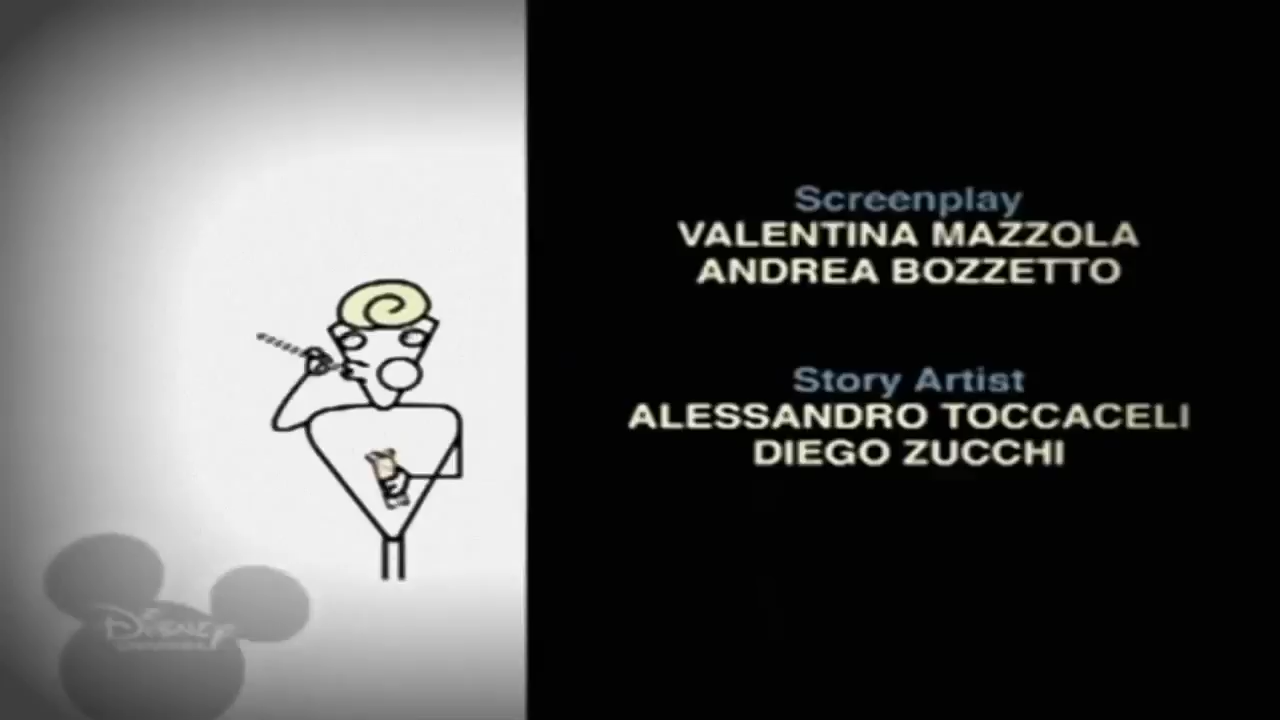 Screenplay
VALENTINA MAZZOLA
ANDREA BOZZETTO
Story Artist
ALESSANDRO TOCCACELI
DIEGO ZUCCHI
Disney